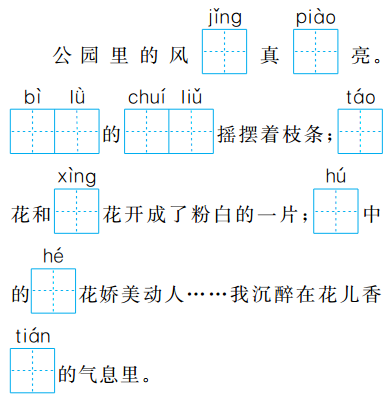 jǐng piào
公园里的风 真 亮。
bì lǜ chuí liǔ táo
的 摇摆着枝条；
xìng hú
花和 花开成了粉白的一片； 中
hé
的 花娇美动人……我沉醉在花儿香
tián
的气息里。